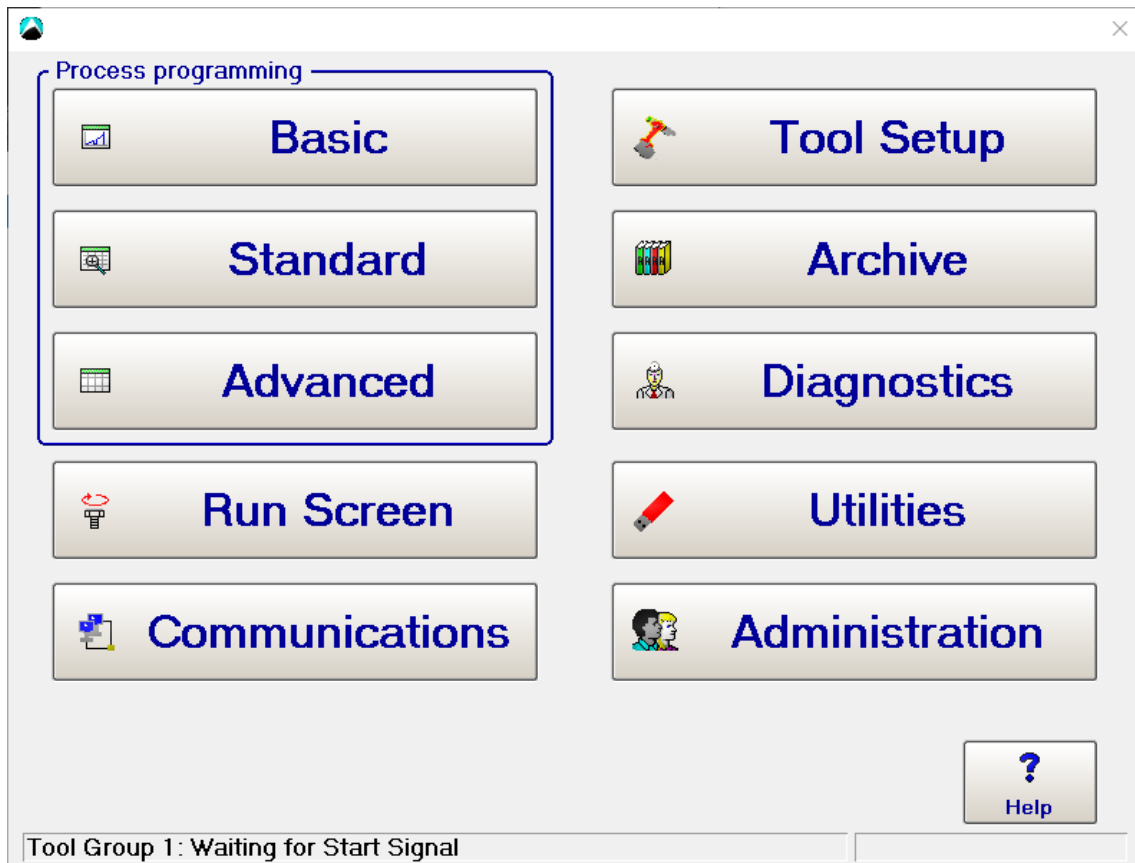 Process programming
Basic
Tool Setup
Standard
Archive
Advanced
Diagnostics
Run Screen
Utilities
Communications
Administration
?
Help
Tool Group 1: Waiting for Start Signal